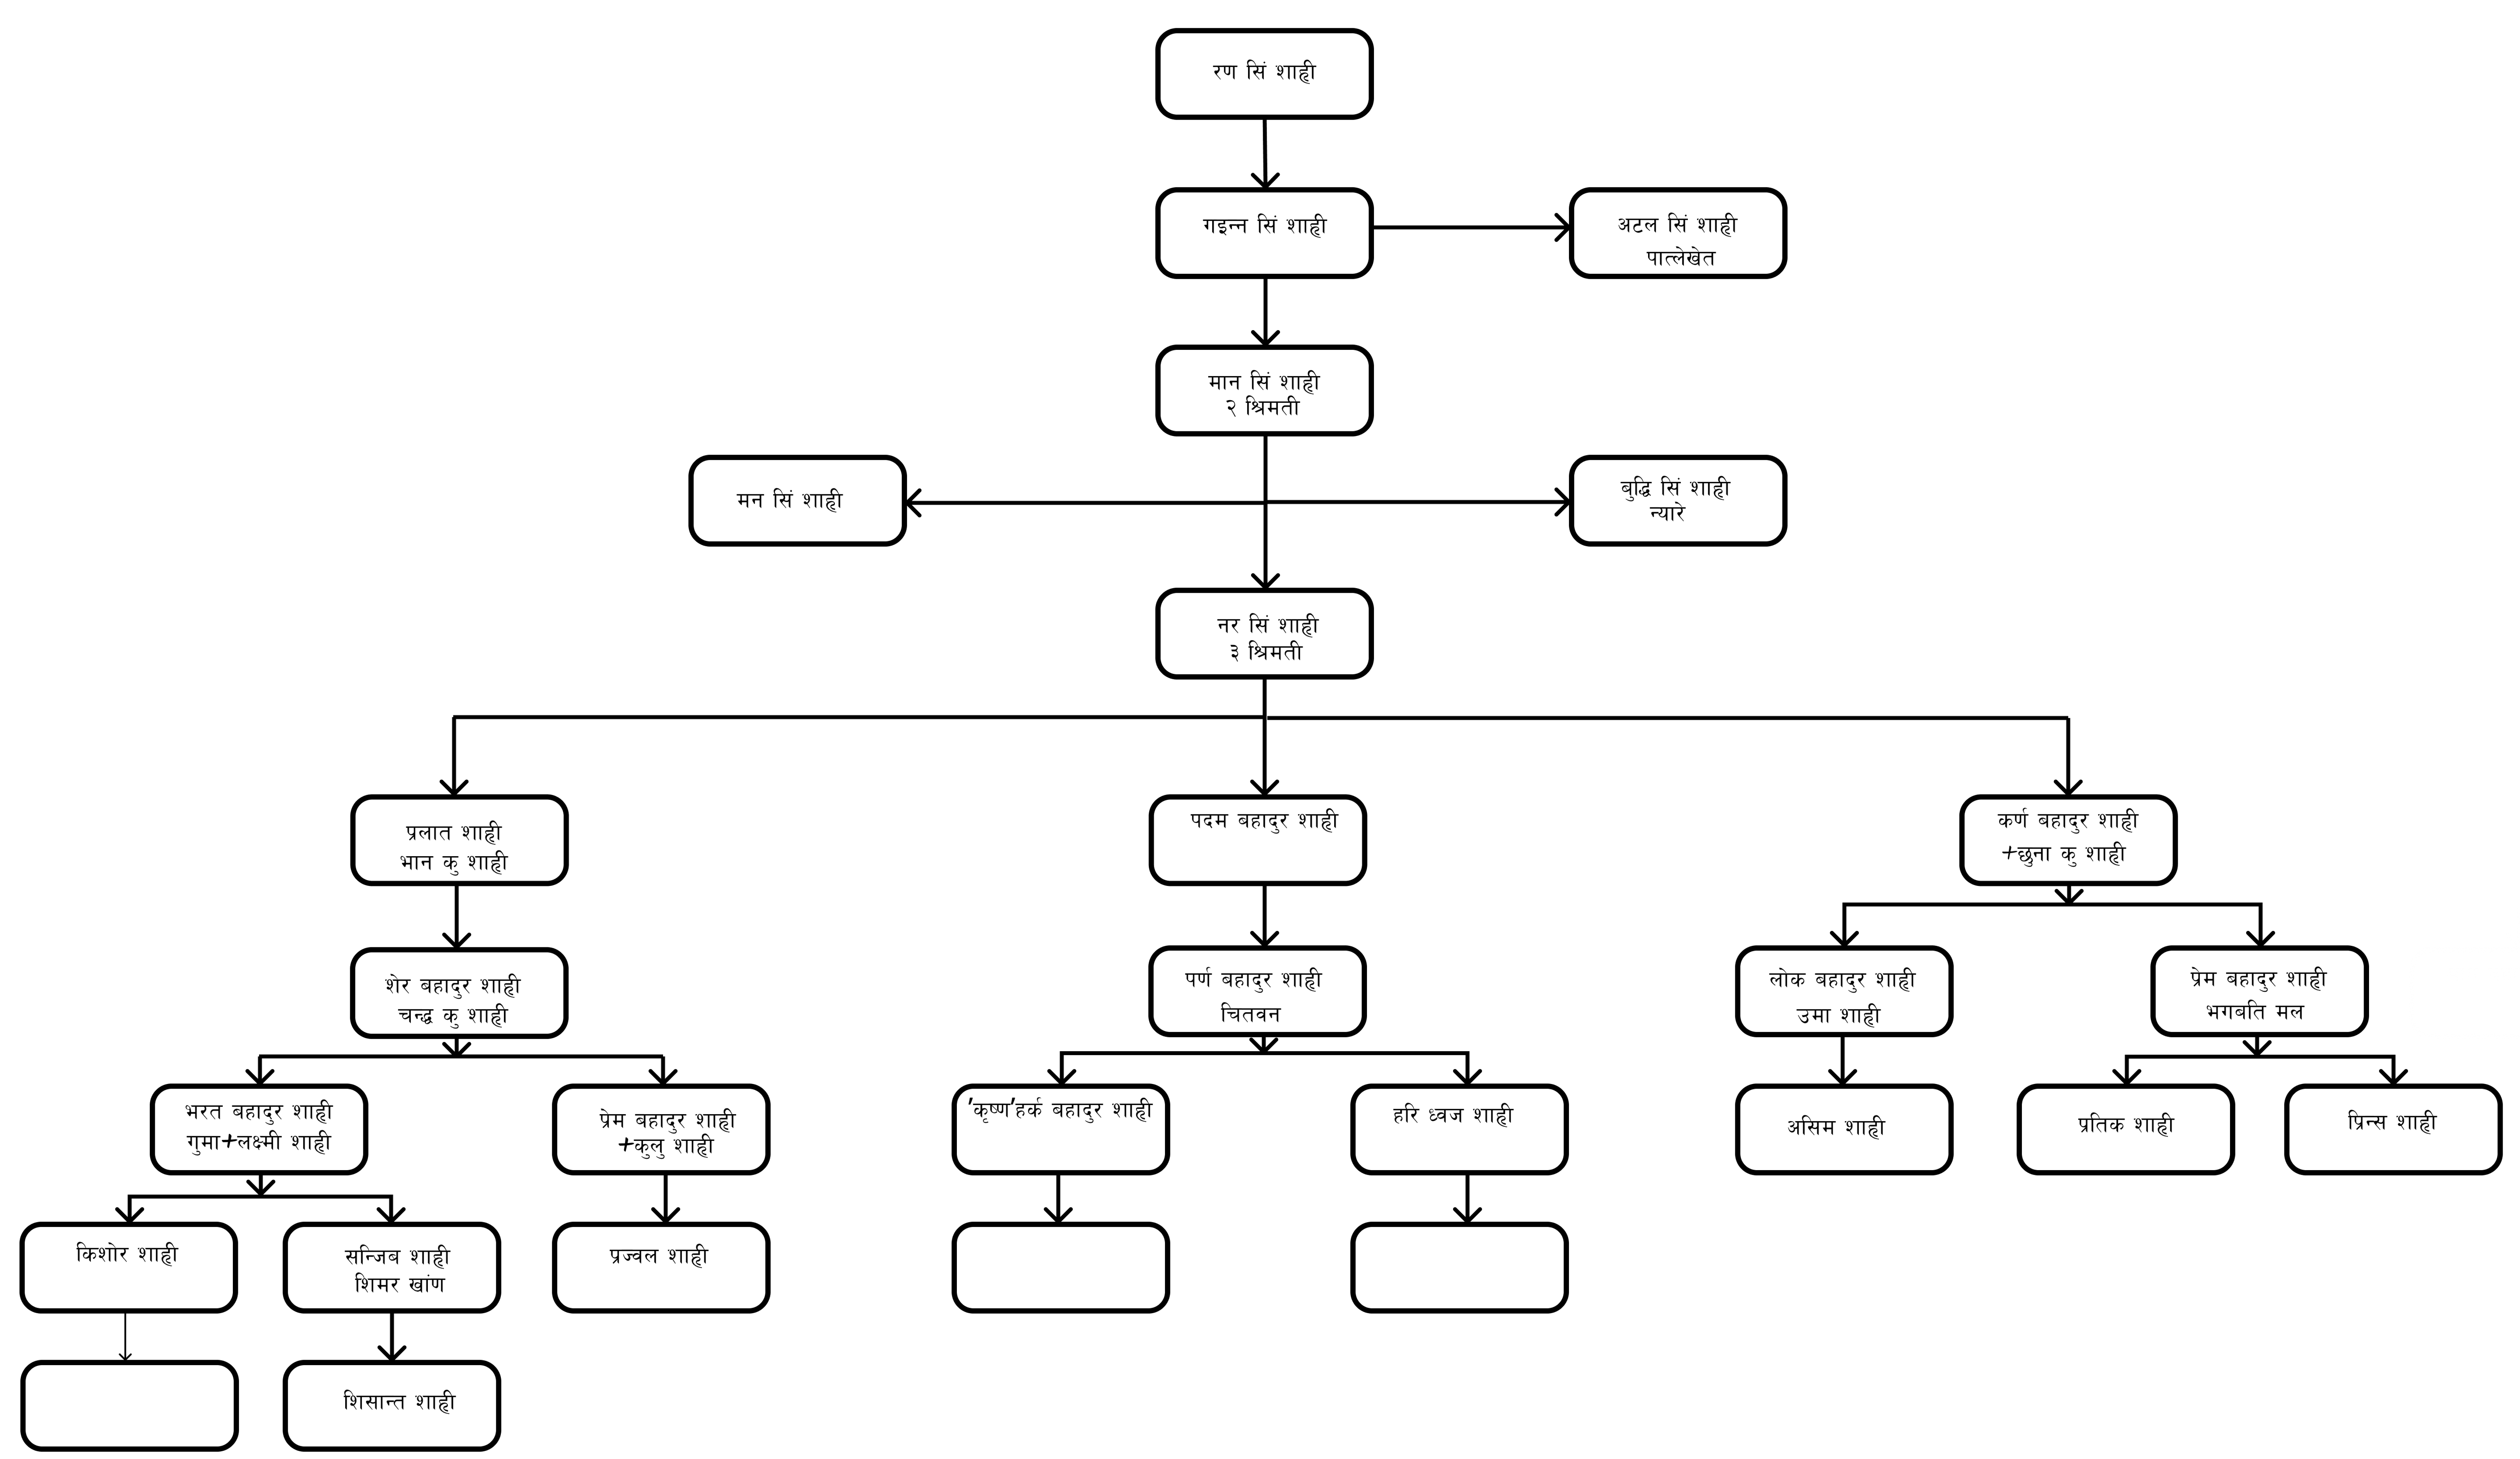 रण सिं शाही
गइन्न सिं शाही
अटल सिं शाही
पात्लेखेत
मान सिं शाही
२ श्रिमती
मन सिं शाही
बुद्धि सिं शाही
न्यारे
नर सिं शाही
३ श्रिमती
प्रलात शाही
भान कु शाही
पदम बहादुर शाही
कर्ण बहादुर शाही
+छुना कु शाही
शेर बहादुर शाही
चन्द्ध कु शाही
पर्ण बहादुर शाही
चितवन
लोक बहादुर शाही
उमा शाही
प्रेम बहादुर शाही
भगबति मल
भरत बहादुर शाही
गुमा+लक्ष्मी शाही
प्रेम बहादुर शाही
+कुलु शाही
'कृष्ण'हर्क बहादुर शाही
हरि ध्वज शाही
असिम शाही
प्रतिक शाही
प्रिन्स शाही
किशोर शाही
सन्जिब शाही
शिमर खांण
प्रज्वल शाही
शिसान्त शाही